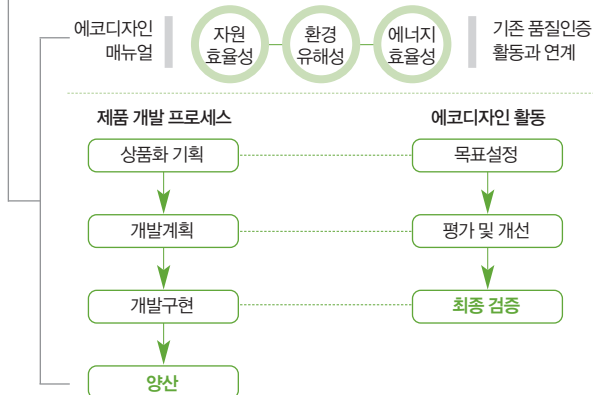 에코디자인
매뉴얼
자원
효율성
환경
유해성
에너지
효율성
기존 품질인증
활동과 연계
제품 개발 프로세스
에코디자인 활동
상품화 기획
목표설정
개발계획
평가 및 개선
개발구현
최종 검증
양산